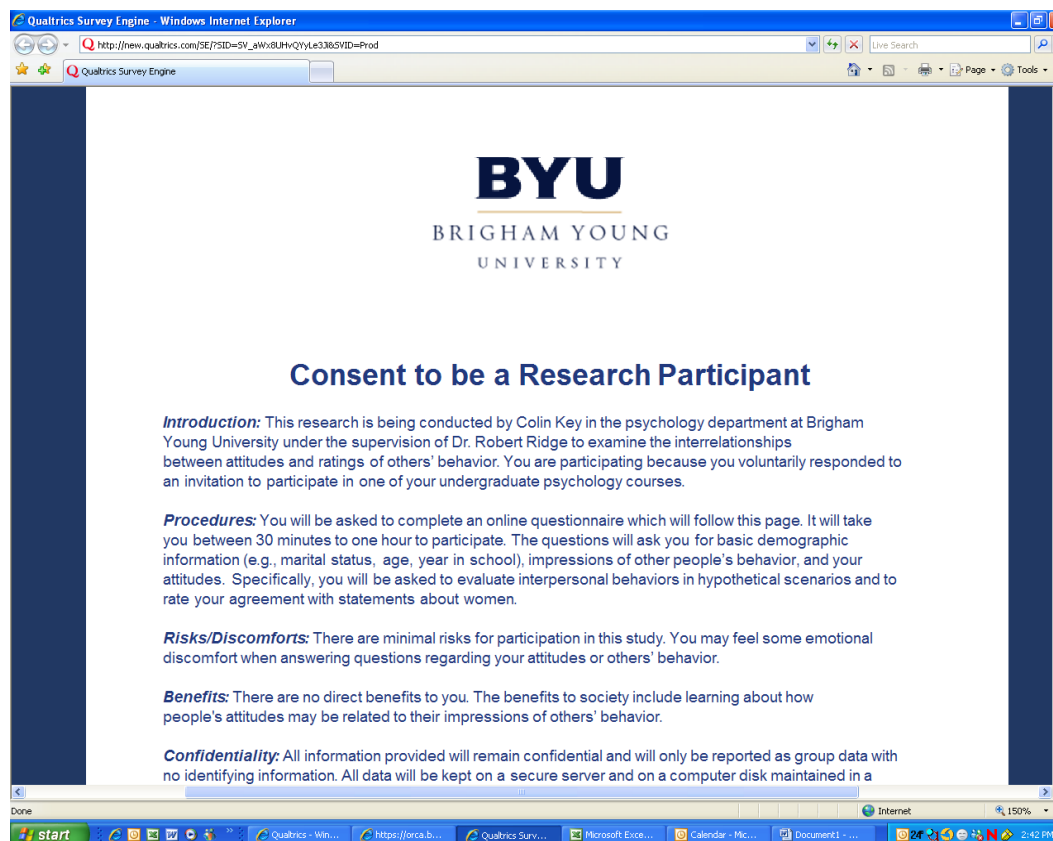 Qualtrics Survey Engine - Windows Internet Explorer
http://new.qualtrics.com/SE/?SID=SV_aWx8UHvQYyLe33&SVID=Prod
Live Search
Qualtrics Survey Engine
Page
Tools
BYU
BRIGHAM YOUNG
UNIVERSITY
Consent to be a Research Participant
Introduction: This research is being conducted by Colin Key in the psychology department at Brigham
Young University under the supervision of Dr. Robert Ridge to examine the interrelationships
between attitudes and ratings of others' behavior. You are participating because you voluntarily responded to
an invitation to participate in one of your undergraduate psychology courses.
Procedures: You will be asked to complete an online questionnaire which will follow this page. It will take
you between 30 minutes to one hour to participate. The questions will ask you for basic demographic
information (e.g., marital status, age, year in school), impressions of other people's behavior, and your
attitudes. Specifically, you will be asked to evaluate interpersonal behaviors in hypothetical scenarios and to
rate your agreement with statements about women.
Risks/Discomforts: There are minimal risks for participation in this study. You may feel some emotional
discomfort when answering questions regarding your attitudes or others' behavior.
Benefits: There are no direct benefits to you. The benefits to society include learning about how
people's attitudes may be related to their impressions of others' behavior.
Confidentiality: All information provided will remain confidential and will only be reported as group data with
no identifying information. All data will be kept on a secure server and on a computer disk maintained in a
Done
Internet
150%
start
Qualtrics - Win...
https://orca.b...
Qualtrics Surv...
Microsoft Exce...
Calendar - Mic...
Document1 - ...
2:42 PM